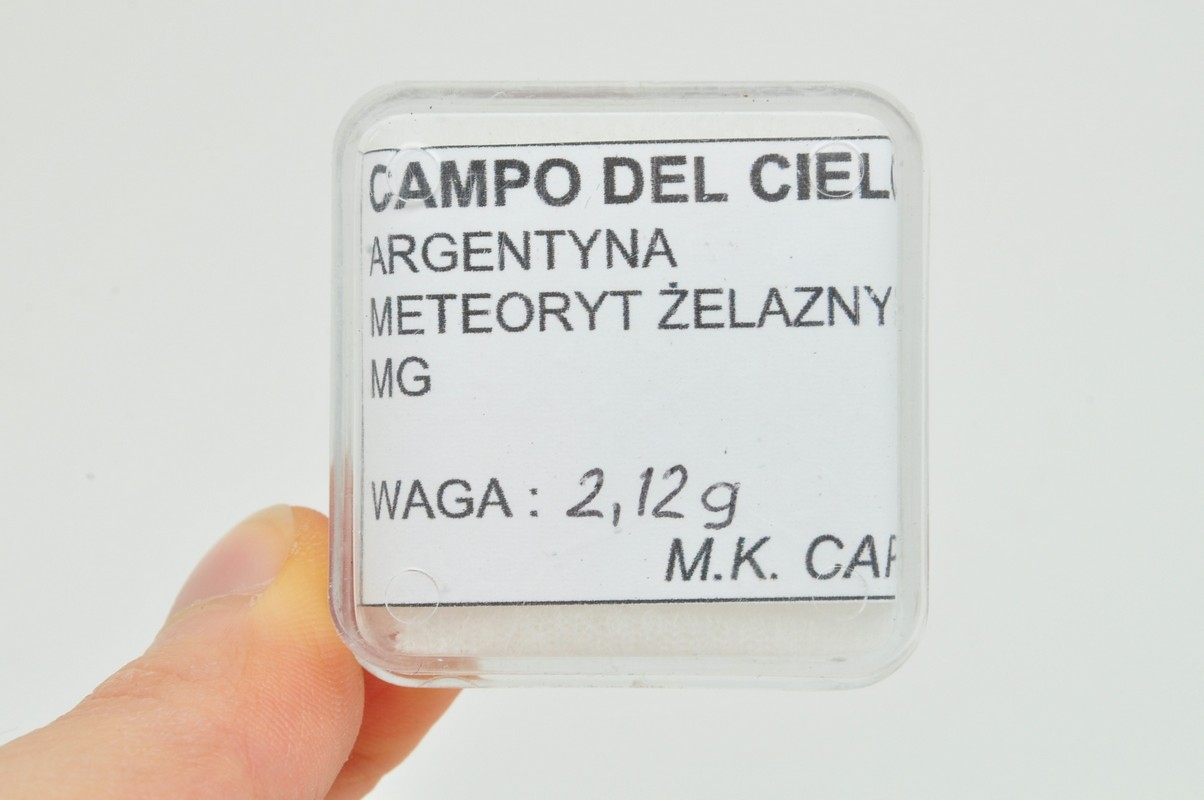 CAMPO DEL CIEL
ARGENTYNA
METEORYT ŻELAZNY
MG
WAGA : 2,12 g
M.K. CA